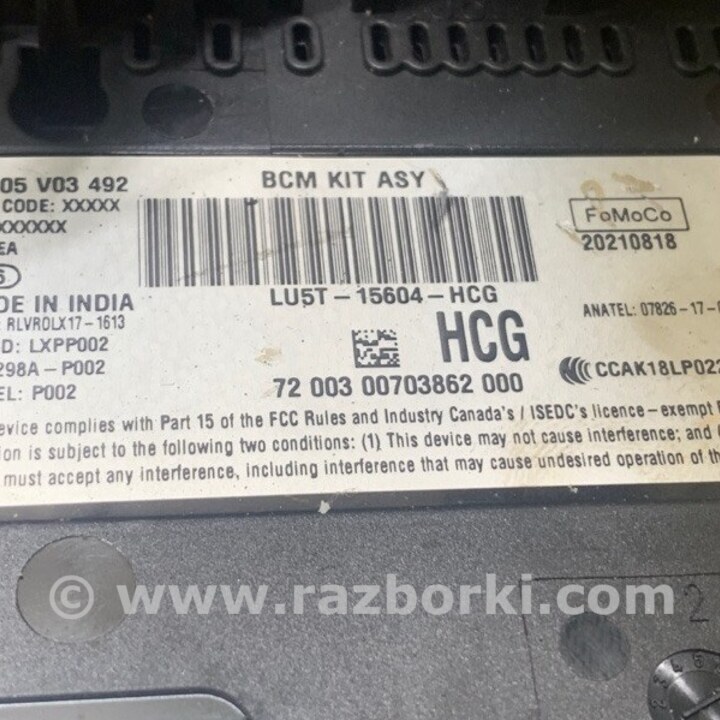 05 V03 492
BCM KIT ASY
CODE: XXXXX
XXXXXX
FoMoCo
20210818
DE IN INDIA
LU5T-15604-HCG
RLVROLX17-1613
ANATEL: 07826-17-
D: LXPP002
HCG
298A-P002
CCAK18LP022
EL: P002
72 003 00703862 000
evice complies with Part 15 of the FCC Rules and Industry Canada's / ISEDC's licence-exempt
ion is subject to the following two conditions: (1) This device may not cause interference; and
must accept any interference, including interference that may cause undesired operation of the
© www.razborki.com
2